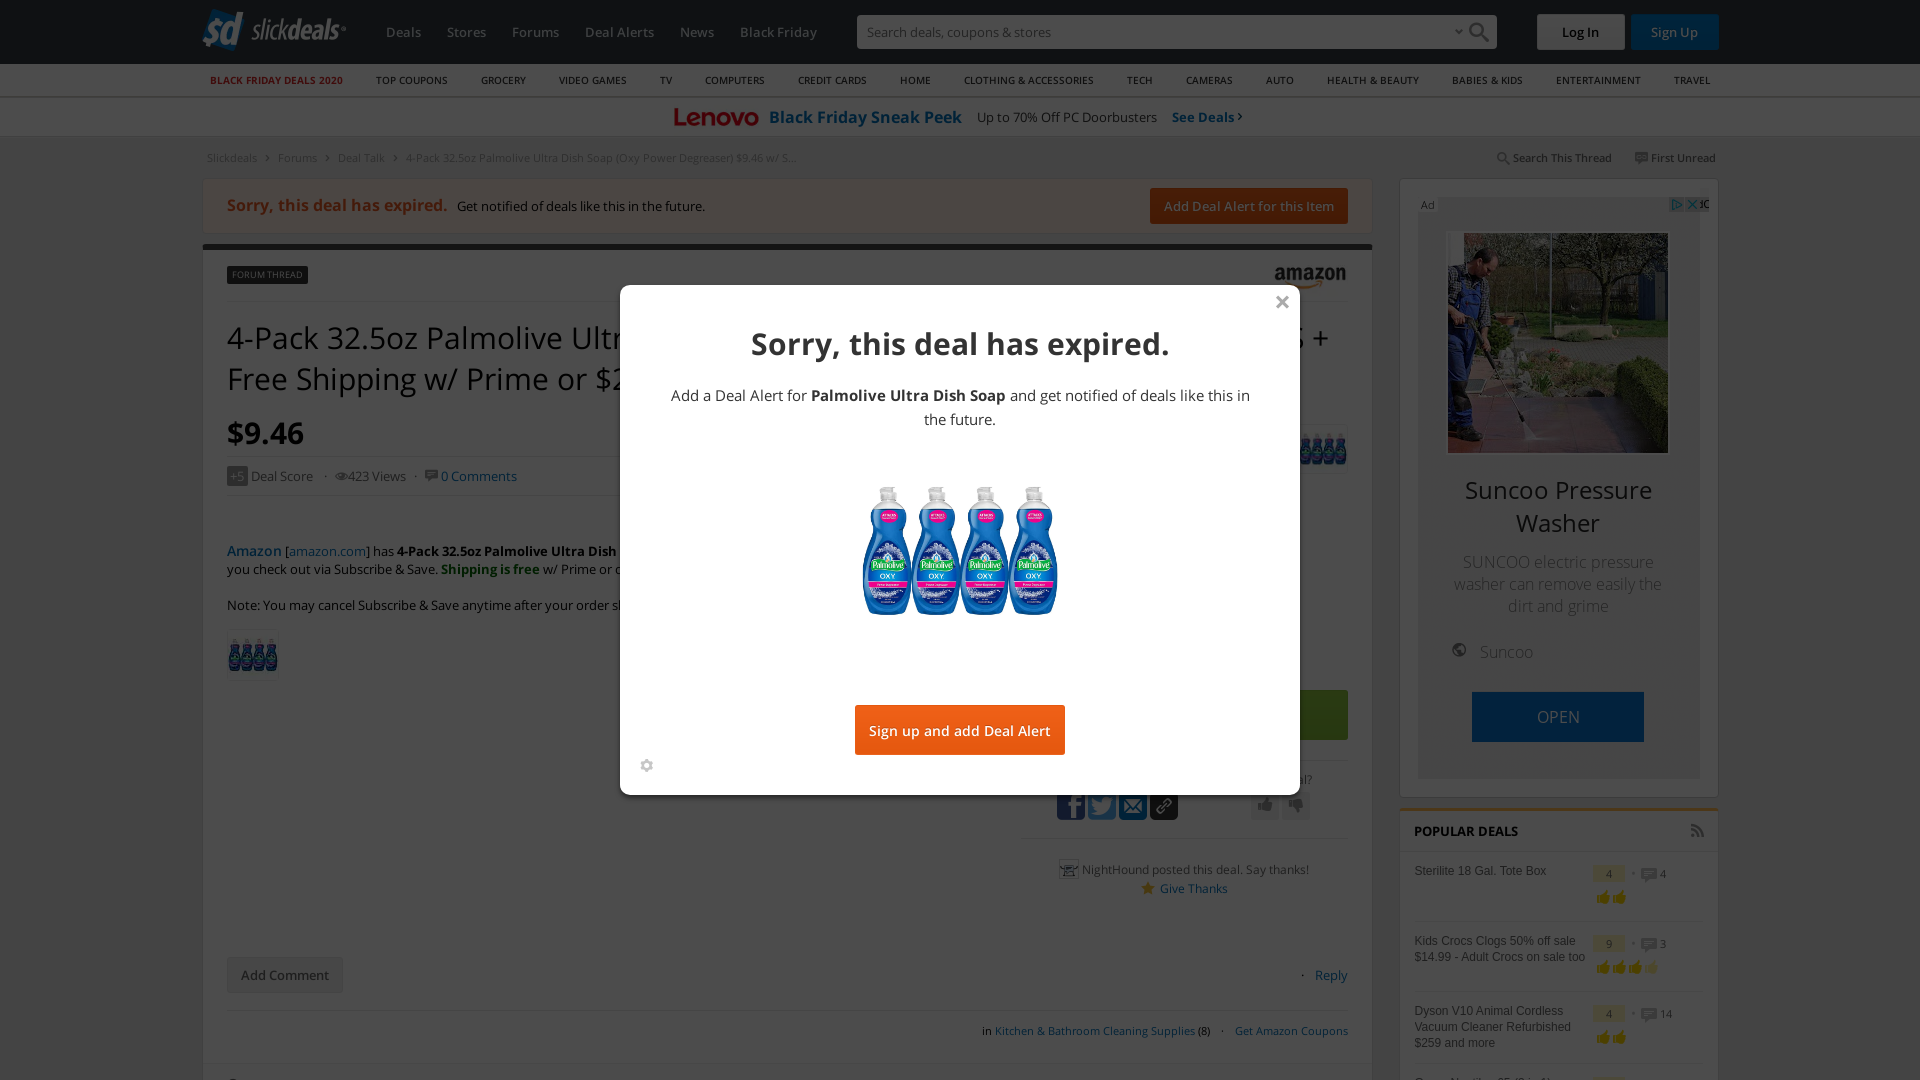 sd slickdeals
Deals Stores Forums Deal Alerts News Black Friday
Search deals, coupons & stores
Log In Sign Up
BLACK FRIDAY DEALS 2020 TOP COUPONS GROCERY VIDEO GAMES TV COMPUTERS CREDIT CARDS HOME CLOTHING & ACCESSORIES TECH CAMERAS AUTO HEALTH & BEAUTY BABIES & KIDS ENTERTAINMENT TRAVEL
Lenovo Black Friday Sneak Peek Up to 70% Off PC Doorbusters See Deals
Slickdeals Forums Deal Talk 4-Pack 32.5oz Palmolive Ultra Dish Soap (Oxy Power Degreaser) $9.46 w/ S...
Search This Thread First Unread
Sorry, this deal has expired. Get notified of deals like this in the future.
Add Deal Alert for this Item
FORUM THREAD
amazon
4-Pack 32.5oz Palmolive Ultr
+
Free Shipping w/ Prime or $2
$9.46
+5 Deal Score · 423 Views · 0 Comments
Amazon [amazon.com] has 4-Pack 32.5oz Palmolive Ultra Dish
you check out via Subscribe & Save. Shipping is free w/ Prime or
Note: You may cancel Subscribe & Save anytime after your order
Sorry, this deal has expired.
Add a Deal Alert for Palmolive Ultra Dish Soap and get notified of deals like this in
the future.
Palmolive Palmolive Palmolive Palmolive
OXY OXY OXY OXY
Sign up and add Deal Alert
NightHound posted this deal. Say thanks!
Give Thanks
Add Comment
· Reply
in Kitchen & Bathroom Cleaning Supplies (8) · Get Amazon Coupons
Ad
Suncoo Pressure
Washer
SUNCOO electric pressure
washer can remove easily the
dirt and grime
Suncoo
OPEN
POPULAR DEALS
Sterilite 18 Gal. Tote Box 4 · 4
Kids Crocs Clogs 50% off sale
$14.99 - Adult Crocs on sale too 9 · 3
Dyson V10 Animal Cordless
Vacuum Cleaner Refurbished
$259 and more 4 · 14